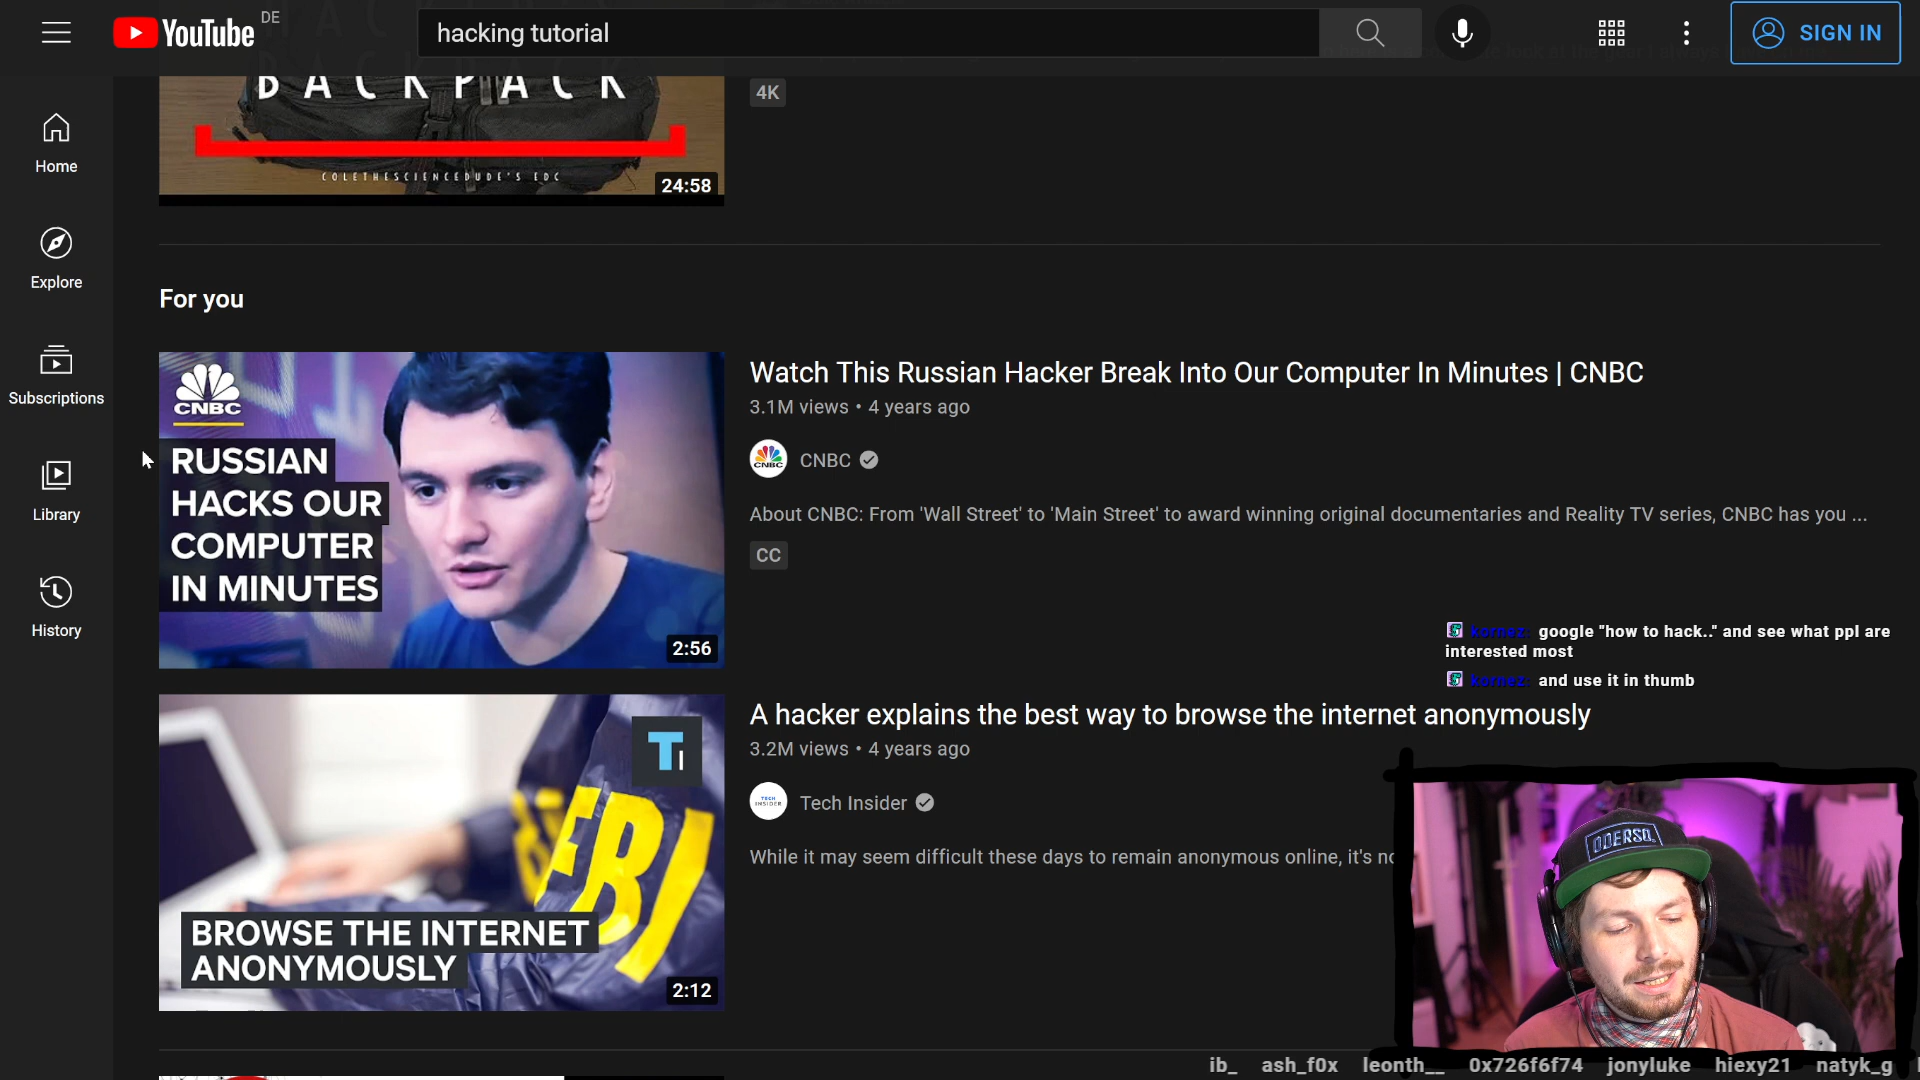 YouTube DE
hacking tutorial
SIGN IN
BACKPACK
COLETHESCIENCEDUDE'S EDC
24:58
4K
Home
Explore
Subscriptions
Library
History
For you
CNBC
RUSSIAN
HACKS OUR
COMPUTER
IN MINUTES
2:56
Watch This Russian Hacker Break Into Our Computer In Minutes | CNBC
3.1M views • 4 years ago
CNBC
CNBC
About CNBC: From 'Wall Street' to 'Main Street' to award winning original documentaries and Reality TV series, CNBC has you ...
CC
kornez: google "how to hack.." and see what ppl are
interested most
kornez: and use it in thumb
TI
FBI
BROWSE THE INTERNET
ANONYMOUSLY
2:12
A hacker explains the best way to browse the internet anonymously
3.2M views • 4 years ago
TECH
INSIDER
Tech Insider
While it may seem difficult these days to remain anonymous online, it's
ib_ ash_f0x leonth__ 0x726f6f74 jonyluke hiexy21 natyk_g